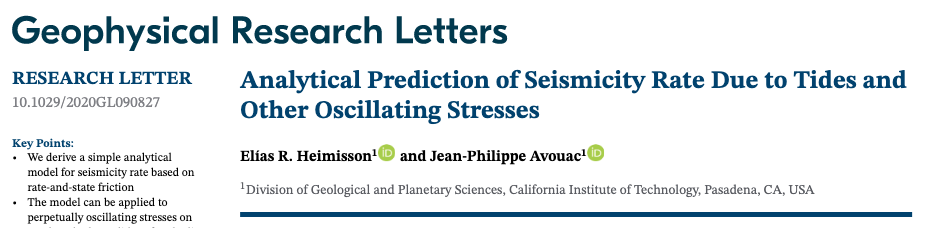 Geophysical Research Letters
RESEARCH LETTER
10.1029/2020GL090827
Key Points:
• We derive a simple analytical
model for seismicity rate based on
rate-and-state friction
• The model can be applied to
perpetually oscillating stresses on
Analytical Prediction of Seismicity Rate Due to Tides and
Other Oscillating Stresses
Elías R. Heimisson¹ iD and Jean-Philippe Avouac¹ iD
¹Division of Geological and Planetary Sciences, California Institute of Technology, Pasadena, CA, USA